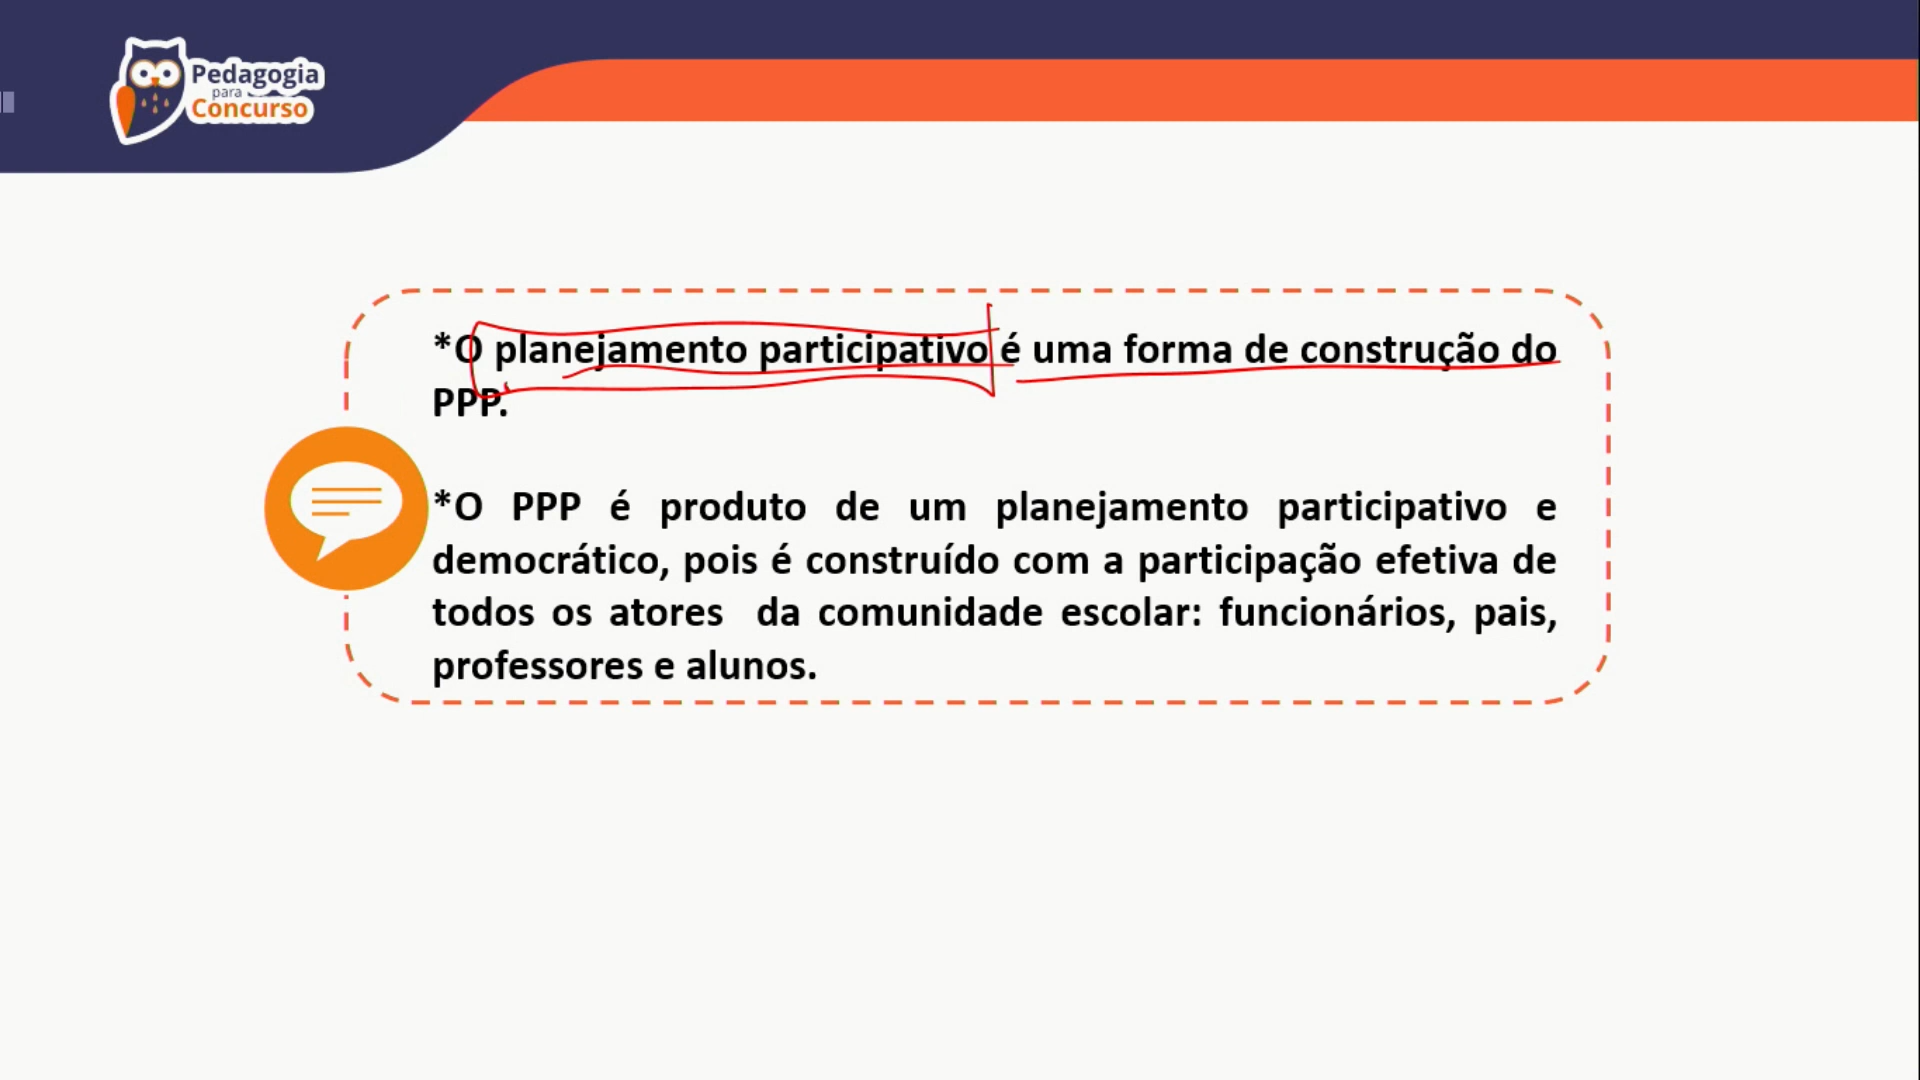 Pedagogia
para
Concurso
*O planejamento participativo é uma forma de construção do
PPP.
*O PPP é produto de um planejamento participativo e
democrático, pois é construído com a participação efetiva de
todos os atores da comunidade escolar: funcionários, pais,
professores e alunos.